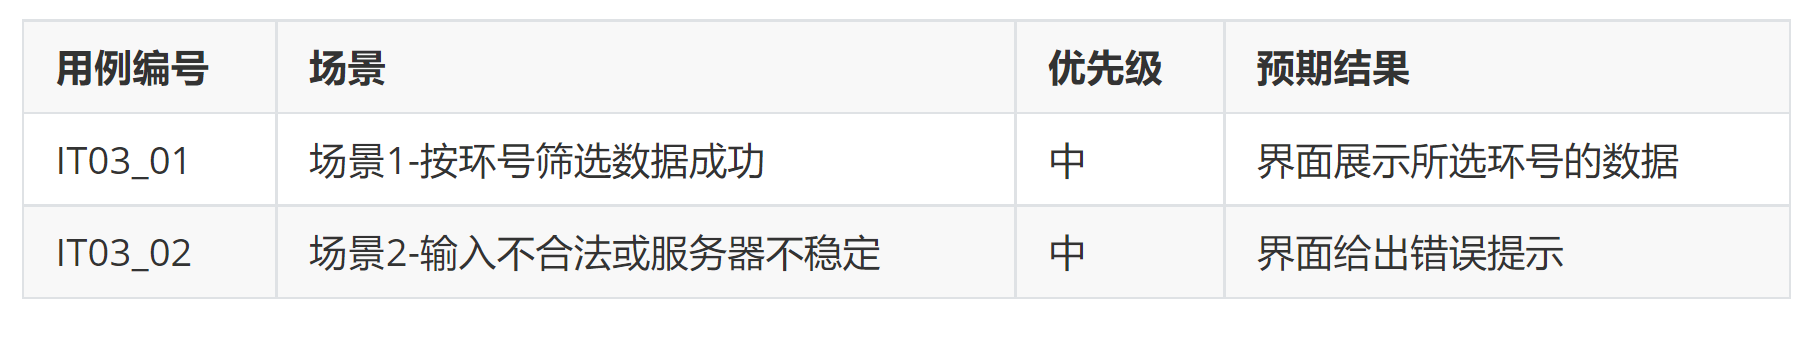 用例编号 场景 优先级 预期结果
IT03_01 场景1-按环号筛选数据成功 中 界面展示所选环号的数据
IT03_02 场景2-输入不合法或服务器不稳定 中 界面给出错误提示